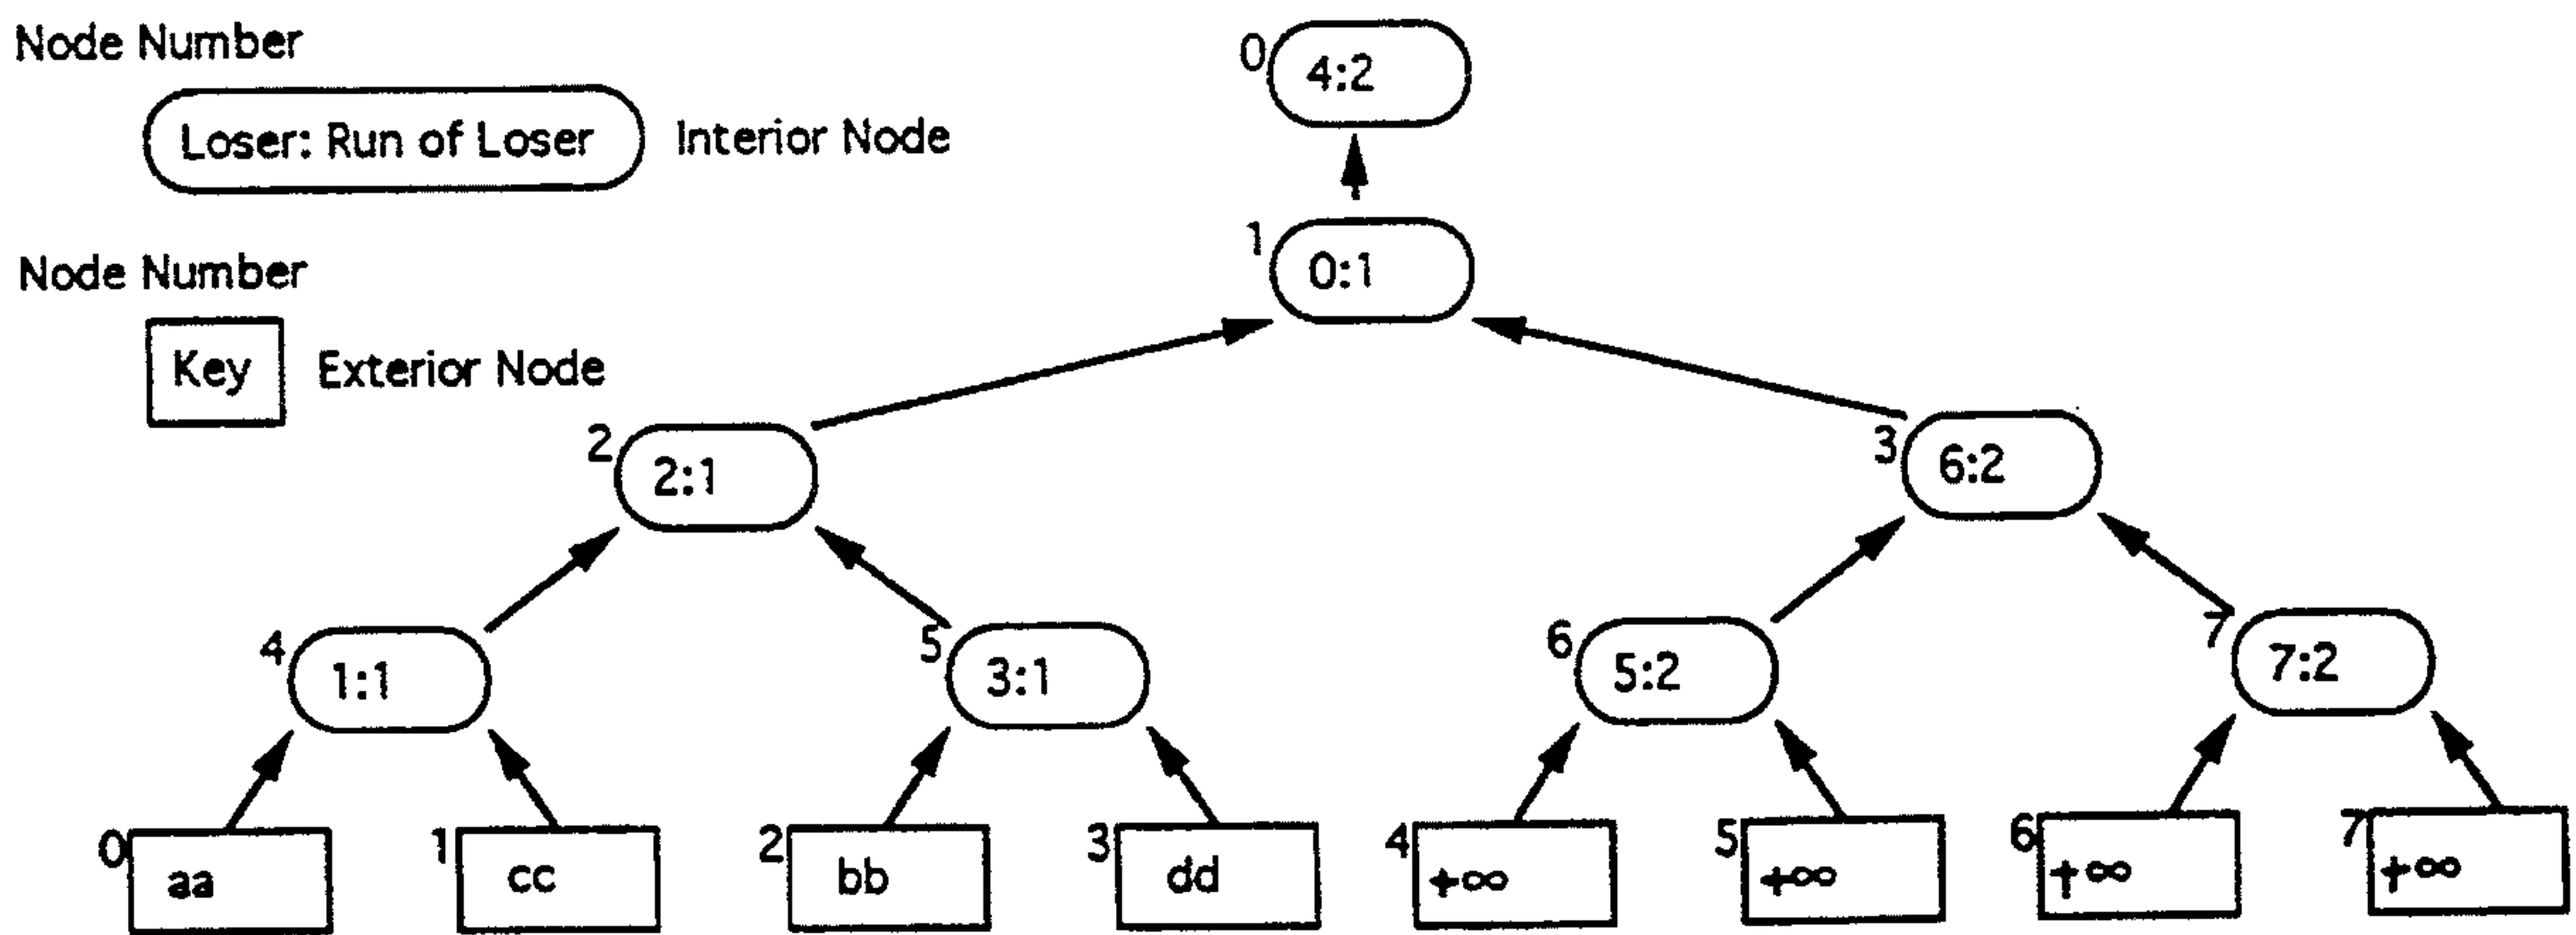 Node Number
Loser: Run of Loser Interior Node
Node Number
Key Exterior Node
0 4:2
1 0:1
2 2:1
3 6:2
4 1:1
5 3:1
6 5:2
7 7:2
0 aa
1 cc
2 bb
3 dd
4 +∞
5 +∞
6 +∞
7 +∞